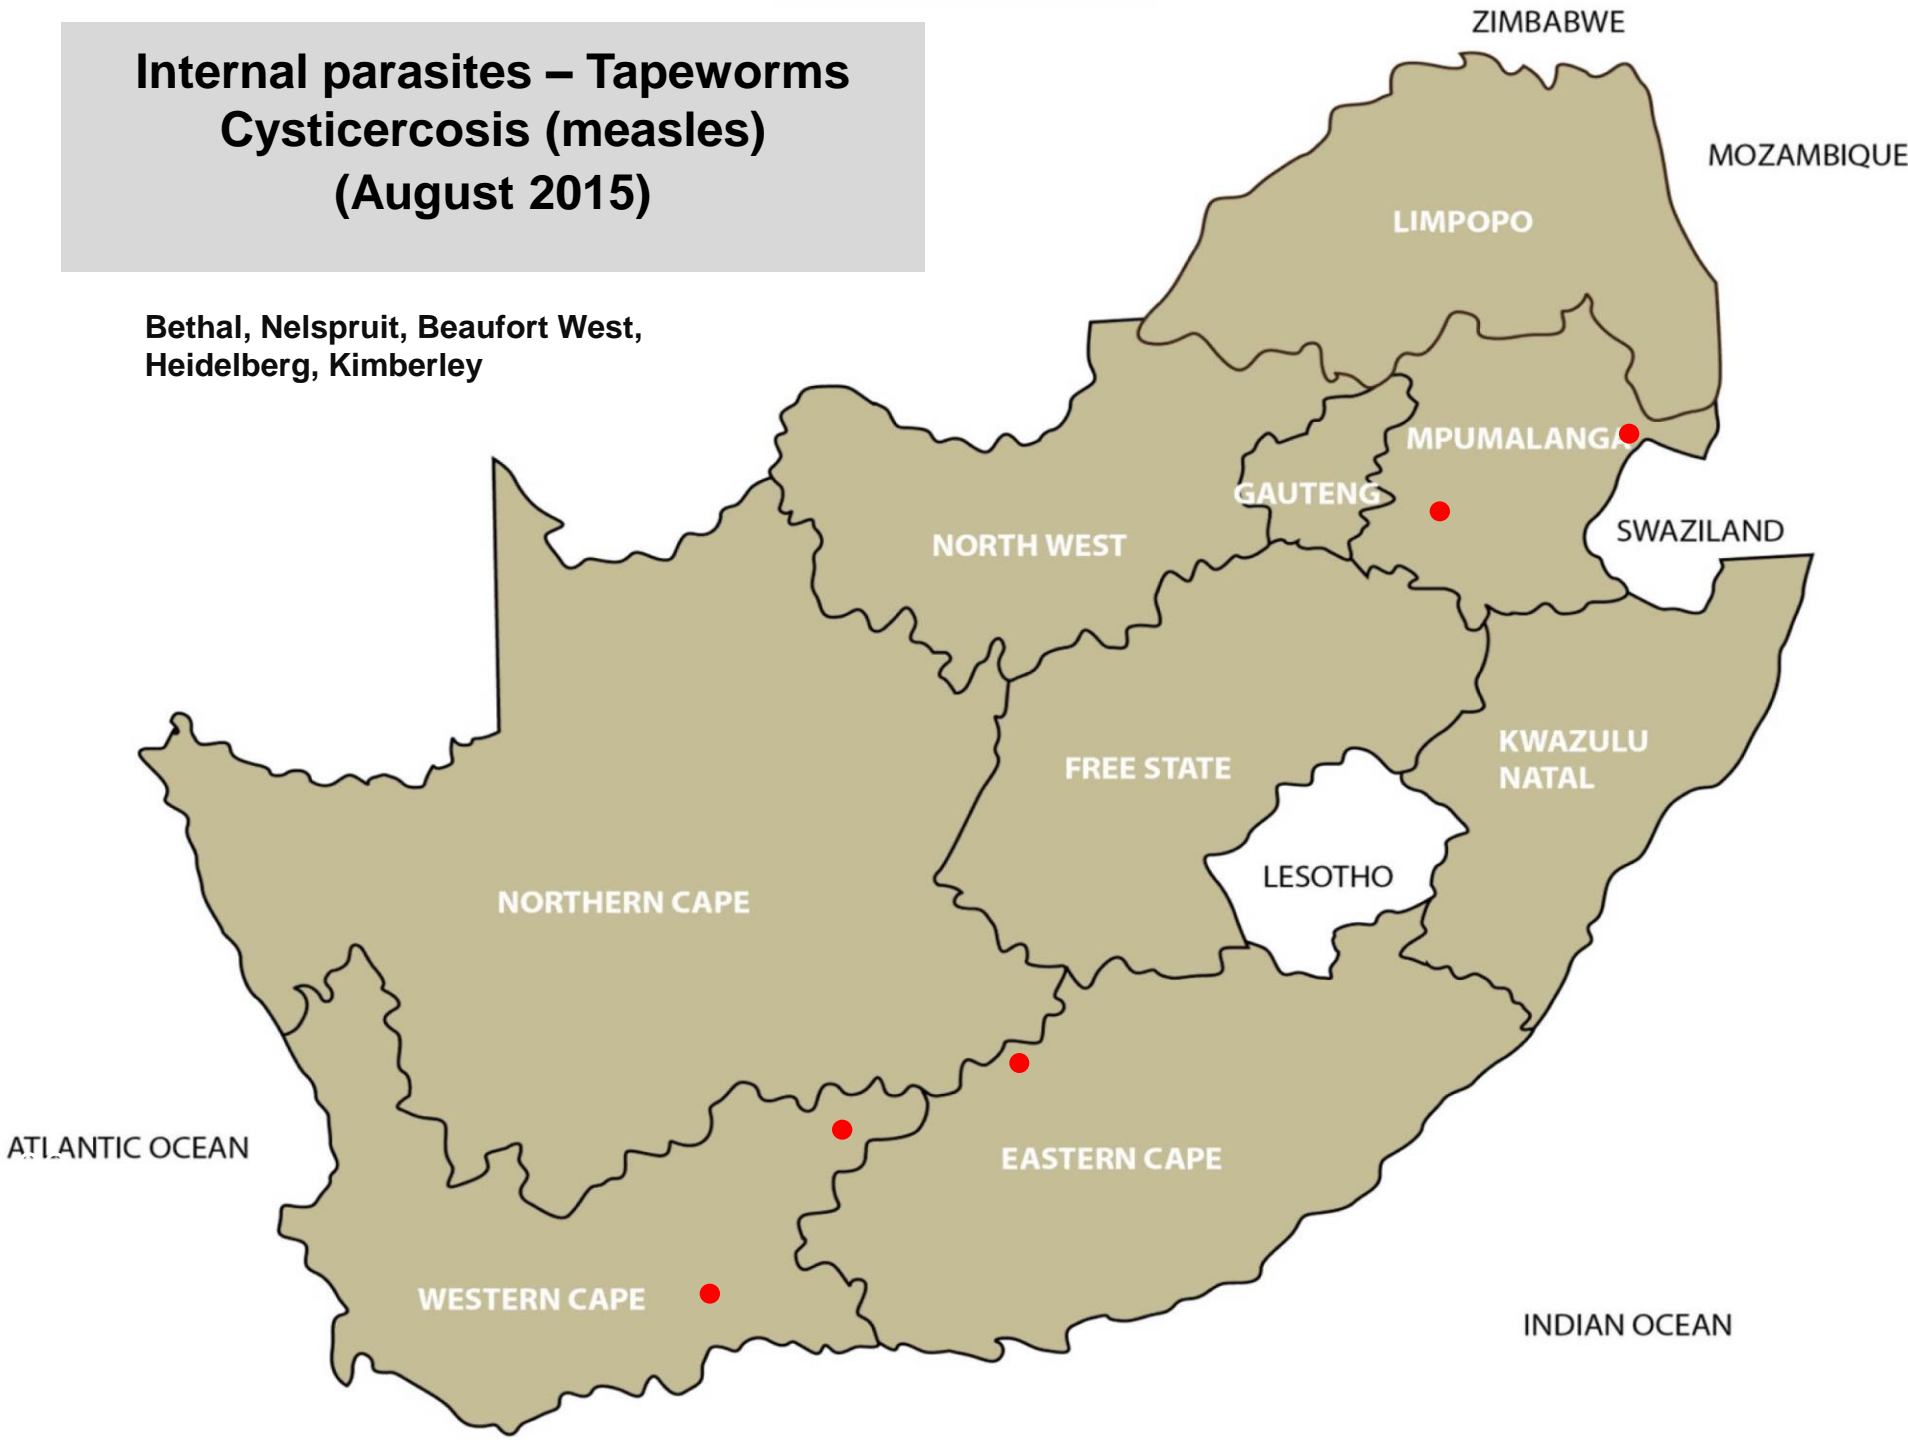 Internal parasites – Tapeworms
Cysticercosis (measles)
(August 2015)
Bethal, Nelspruit, Beaufort West,
Heidelberg, Kimberley
ZIMBABWE
MOZAMBIQUE
LIMPOPO
MPUMALANGA
GAUTENG
SWAZILAND
NORTH WEST
KWAZULU
NATAL
FREE STATE
LESOTHO
NORTHERN CAPE
ATLANTIC OCEAN
EASTERN CAPE
WESTERN CAPE
INDIAN OCEAN